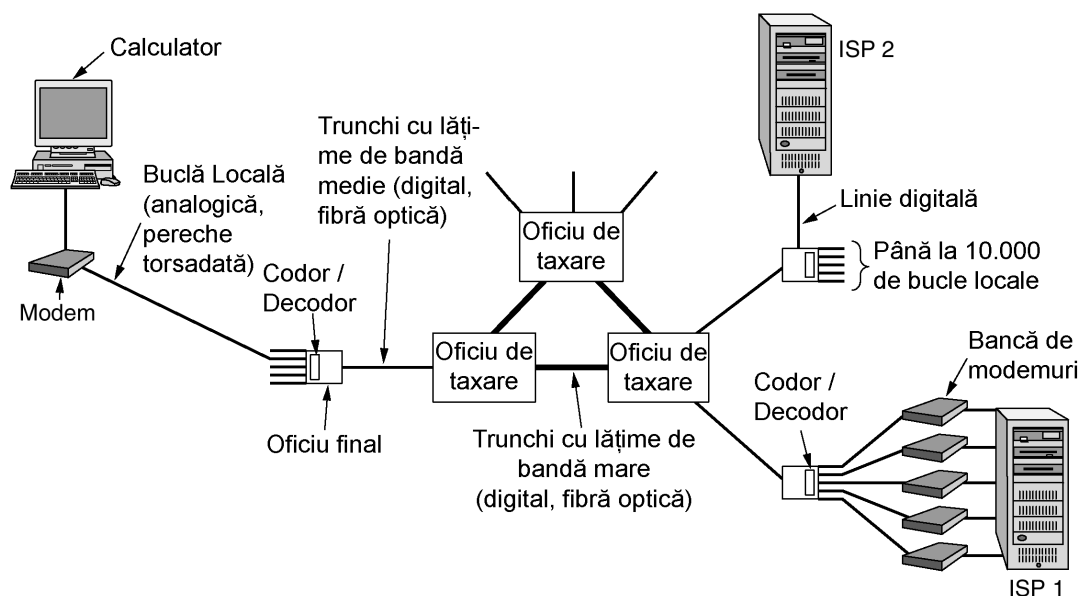 Calculator
ISP 2
Trunchi cu lăți-
me de bandă
medie (digital,
fibră optică)
Buclă Locală
(analogică,
pereche
torsadată)
Linie digitală
Oficiu de
taxare
Până la 10.000
de bucle locale
Codor /
Decodor
Modem
Oficiu de
taxare
Oficiu de
taxare
Bancă de
modemuri
Codor /
Decodor
Oficiu final
Trunchi cu lățime de
bandă mare
(digital, fibră optică)
ISP 1